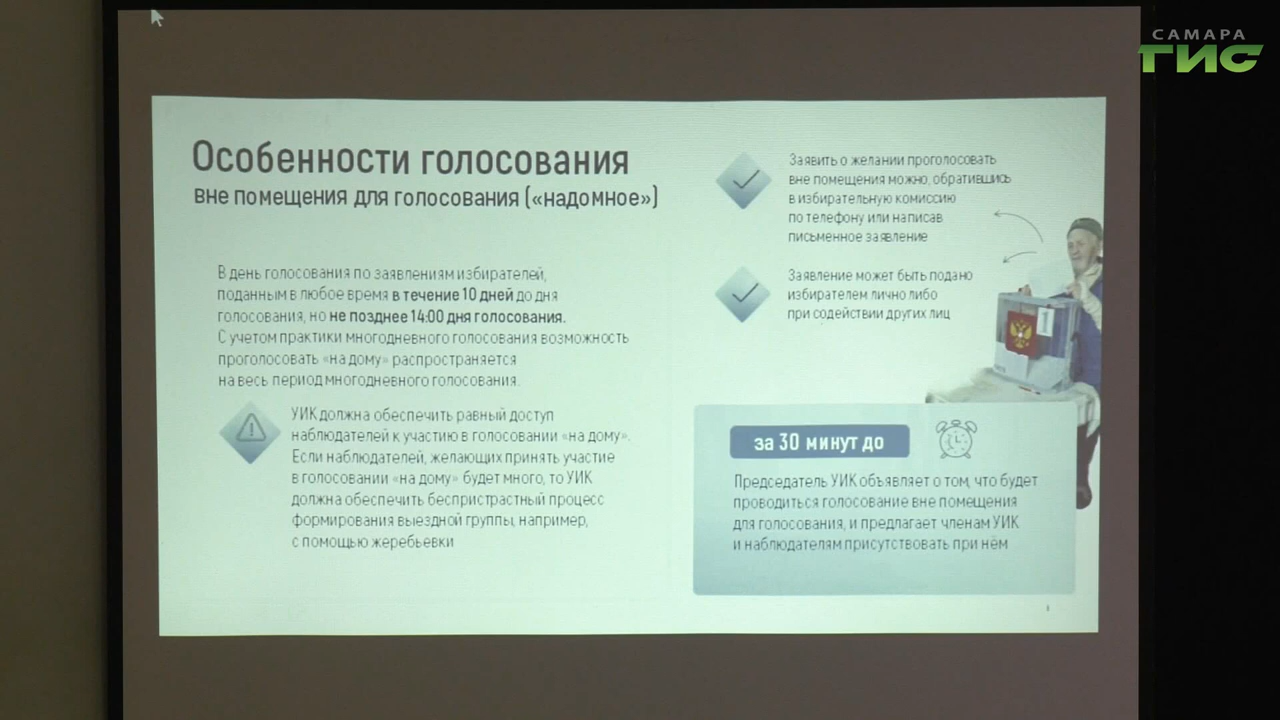 САМАРА
ГИС
Особенности голосования
вне помещения для голосования («надомное»)
В день голосования по заявлениям избирателей,
поданным в любое время в течение 10 дней до дня
голосования, но не позднее 14:00 дня голосования.
С учетом практики многодневного голосования возможность
проголосовать «на дому» распространяется
на весь период многодневного голосования.
УИК должна обеспечить равный доступ
наблюдателей к участию в голосовании «на дому».
Если наблюдателей, желающих принять участие
в голосовании «на дому» будет много, то УИК
должна обеспечить беспристрастный процесс
формирования выездной группы, например,
с помощью жеребьевки
Заявить о желании проголосовать
вне помещения можно, обратившись
в избирательную комиссию
по телефону или написав
письменное заявление
Заявление может быть подано
избирателем лично либо
при содействии других лиц
1
за 30 минут до
Председатель УИК объявляет о том, что будет
проводиться голосование вне помещения
для голосования, и предлагает членам УИК
и наблюдателям присутствовать при нём